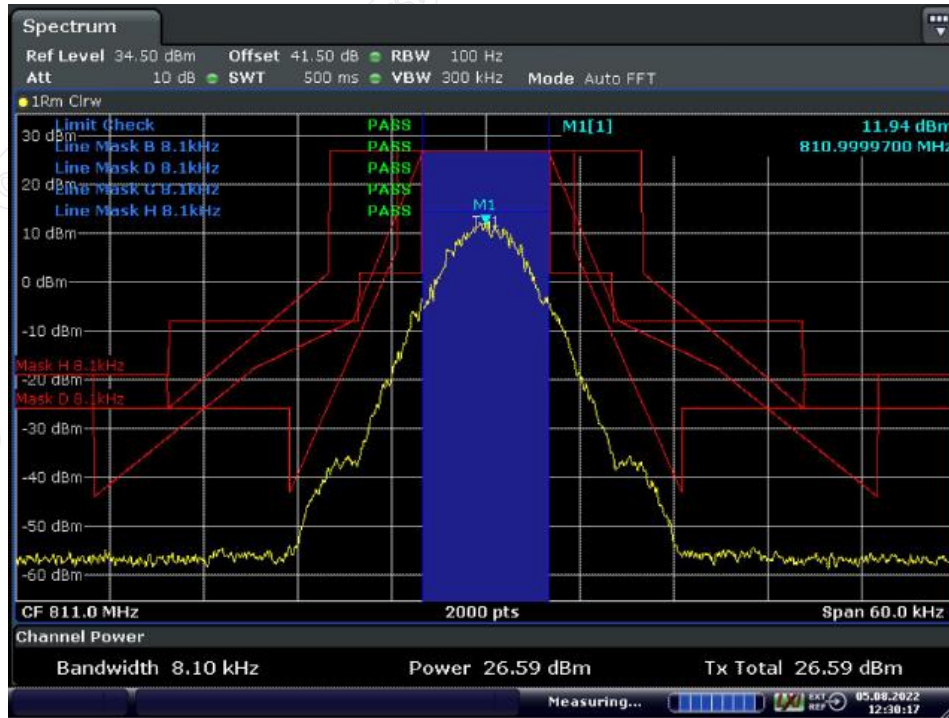 Spectrum
Ref Level 34.50 dBm Offset 41.50 dB RBW 100 Hz
Att 10 dB SWT 500 ms VBW 300 kHz Mode Auto FFT
1Rm Clrw
Limit Check PASS M1[1] 11.94 dBm
30 dBm
Line Mask B 8.1kHz PASS 810.9999700 MHz
Line Mask D 8.1kHz PASS
20 dBm
Line Mask G 8.1kHz PASS
Line Mask H 8.1kHz PASS M1
10 dBm
0 dBm
-10 dBm
Mask H 8.1kHz
-20 dBm
Mask D 8.1kHz
-30 dBm
-40 dBm
-50 dBm
-60 dBm
CF 811.0 MHz 2000 pts Span 60.0 kHz
Channel Power
Bandwidth 8.10 kHz Power 26.59 dBm Tx Total 26.59 dBm
Measuring... LXI EXT REF 05.08.2022
12:30:17